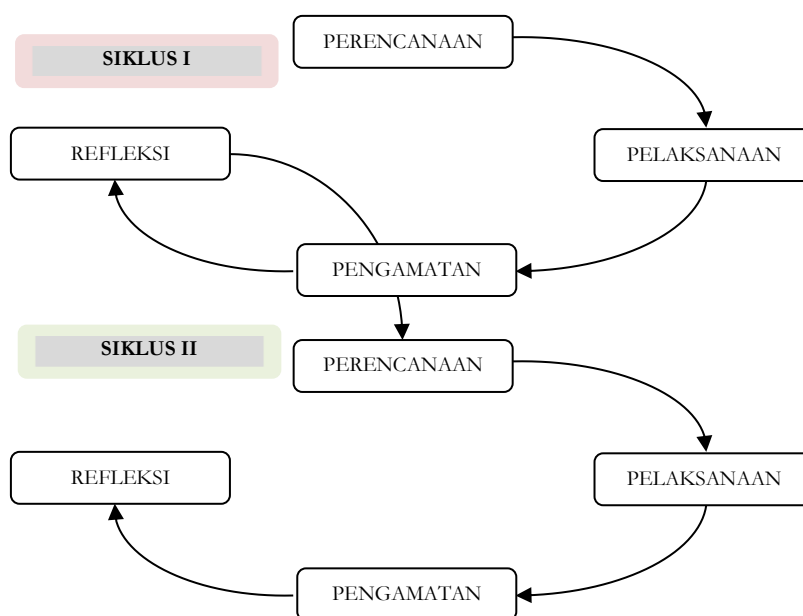 PERENCANAAN
SIKLUS I
REFLEKSI
PELAKSANAAN
PENGAMATAN
SIKLUS II
PERENCANAAN
REFLEKSI
PELAKSANAAN
PENGAMATAN